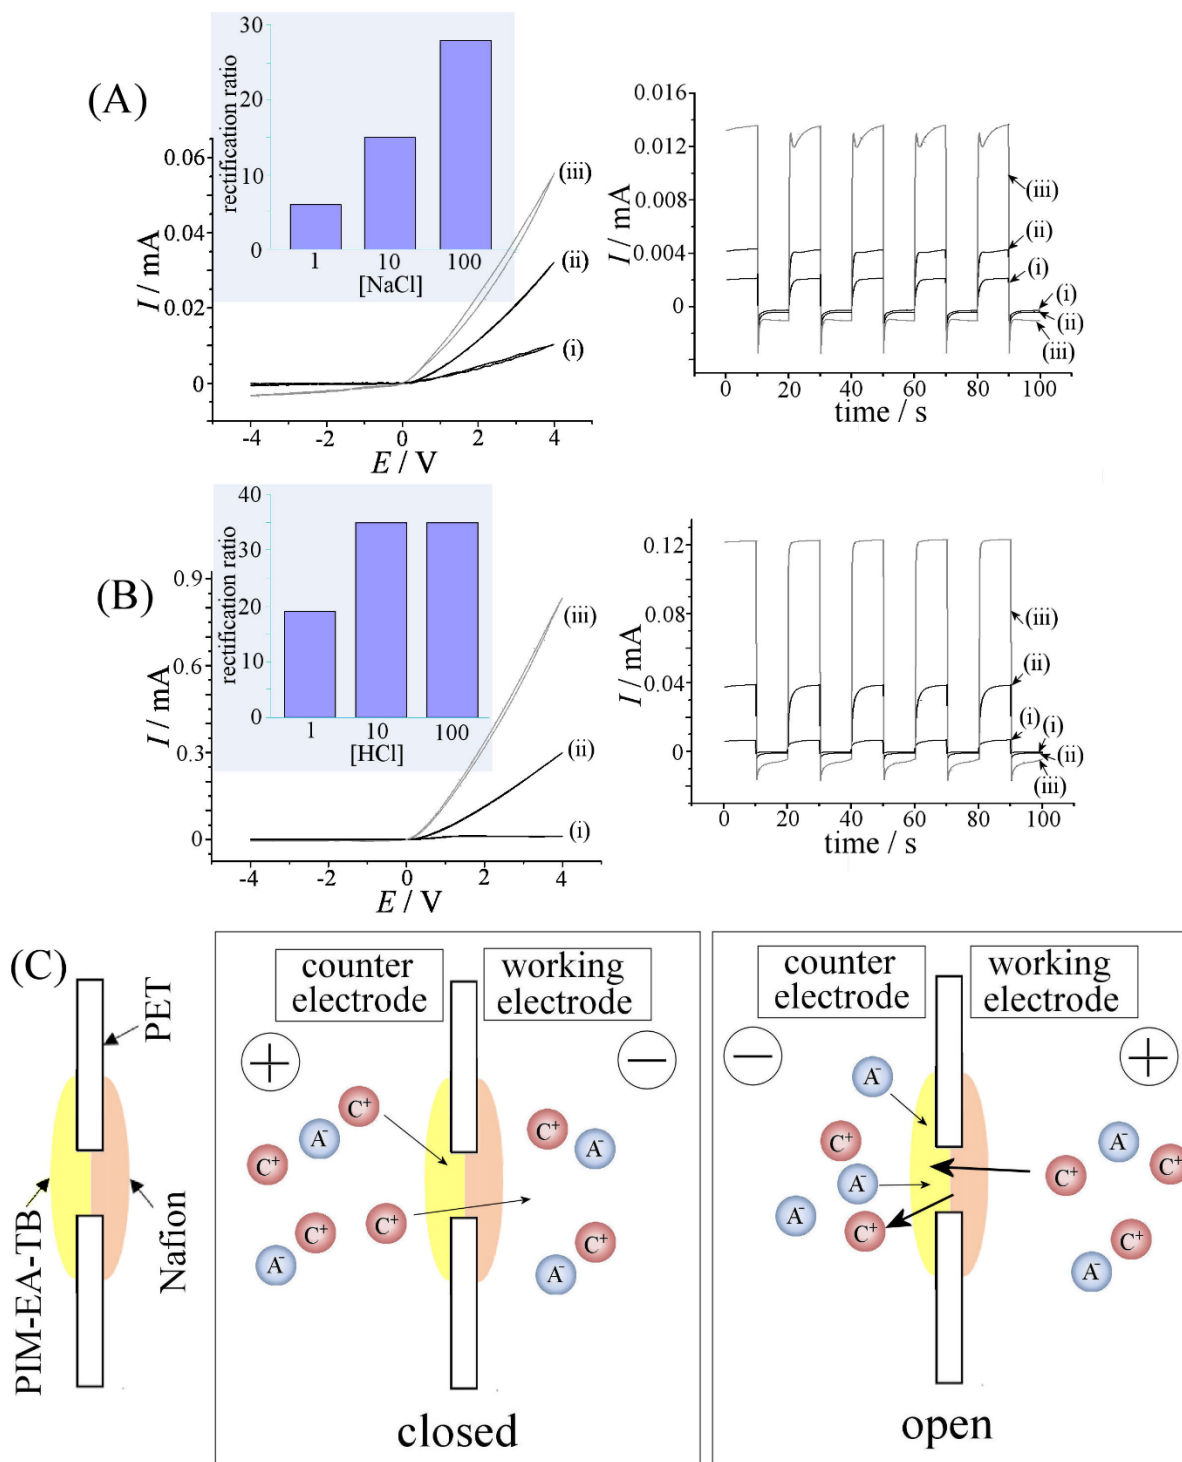 (A)
rectification ratio
30
20
10
0
1
10
100
[NaCl]
I / mA
0.06
0.04
0.02
0
(iii)
(ii)
(i)
-4
-2
0
2
4
E / V
I / mA
0.016
0.012
0.008
0.004
0
(iii)
(ii)
(i)
(i)
(ii)
(iii)
0
20
40
60
80
100
time / s
(B)
rectification ratio
40
30
20
10
0
1
10
100
[HCl]
I / mA
0.9
0.6
0.3
0
(iii)
(ii)
(i)
-4
-2
0
2
4
E / V
I / mA
0.12
0.08
0.04
0
(iii)
(ii)
(i)
(i)
(ii)
(iii)
0
20
40
60
80
100
time / s
(C)
PET
PIM-EA-TB
Nafion
counter
electrode
working
electrode
+
−
C⁺
A⁻
C⁺
C⁺
C⁺
A⁻
C⁺
A⁻
C⁺
A⁻
closed
counter
electrode
working
electrode
−
+
A⁻
C⁺
A⁻
A⁻
C⁺
C⁺
A⁻
C⁺
C⁺
A⁻
open